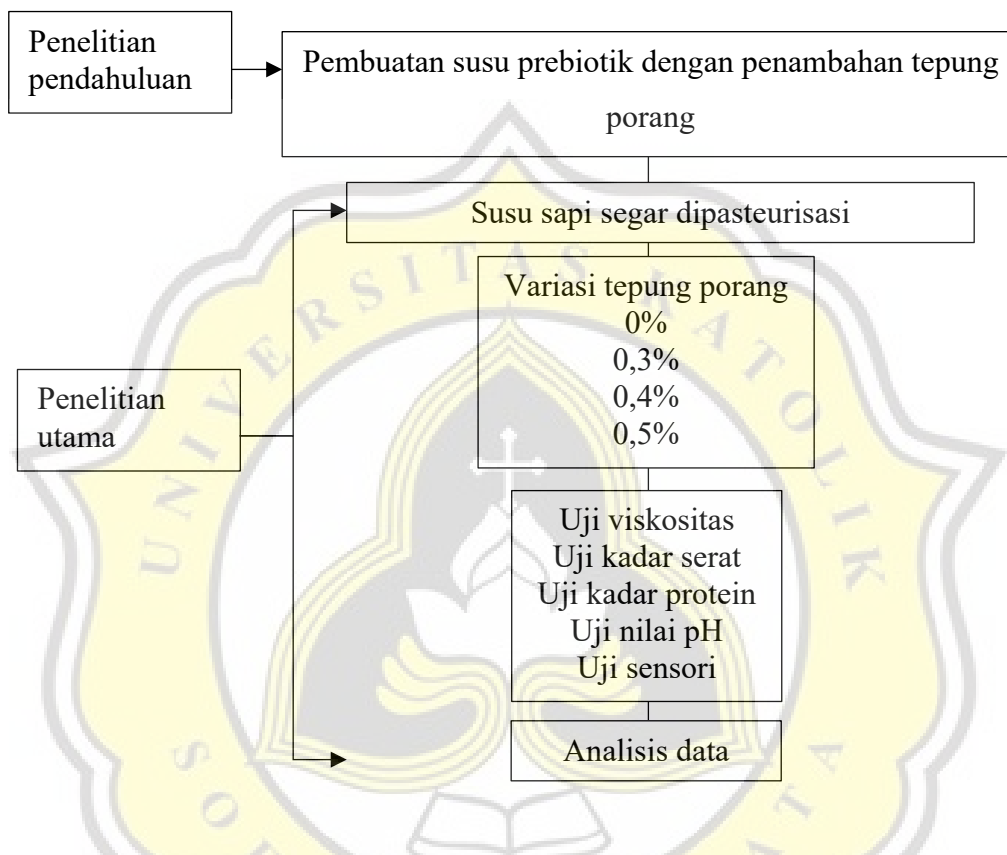 Penelitian
pendahuluan
Pembuatan susu prebiotik dengan penambahan tepung
porang
Susu sapi segar dipasteurisasi
Variasi tepung porang
0%
0,3%
0,4%
0,5%
Penelitian
utama
Uji viskositas
Uji kadar serat
Uji kadar protein
Uji nilai pH
Uji sensori
Analisis data
UNIVERSITAS KATOLIK